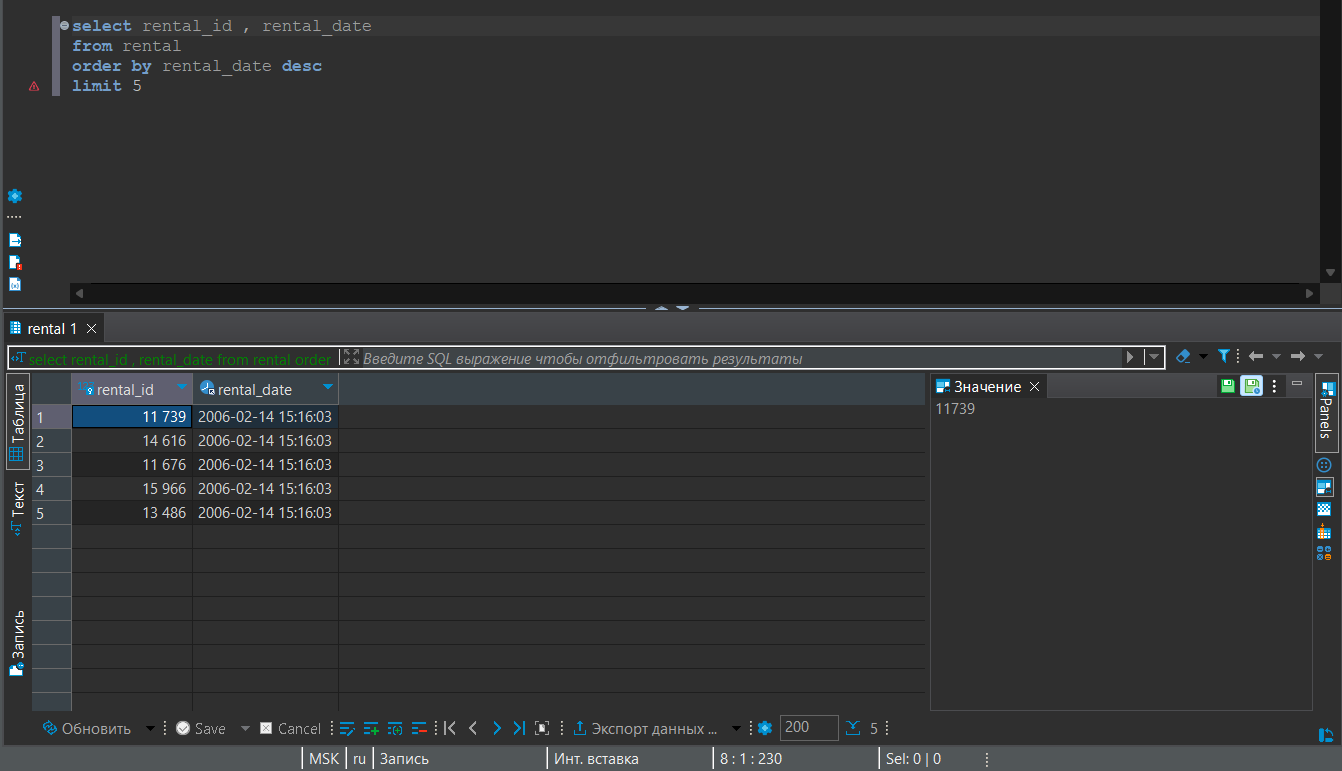 select rental_id , rental_date
from rental
order by rental_date desc
limit 5
rental 1
select rental_id , rental_date from rental order
Введите SQL выражение чтобы отфильтровать результаты
Таблица
Текст
Запись
rental_id rental_date
1 11 739 2006-02-14 15:16:03
2 14 616 2006-02-14 15:16:03
3 11 676 2006-02-14 15:16:03
4 15 966 2006-02-14 15:16:03
5 13 486 2006-02-14 15:16:03
Значение
11739
Panels
Обновить Save Cancel Экспорт данных ... 200 5
MSK ru Запись Инт. вставка 8 : 1 : 230 Sel: 0 | 0